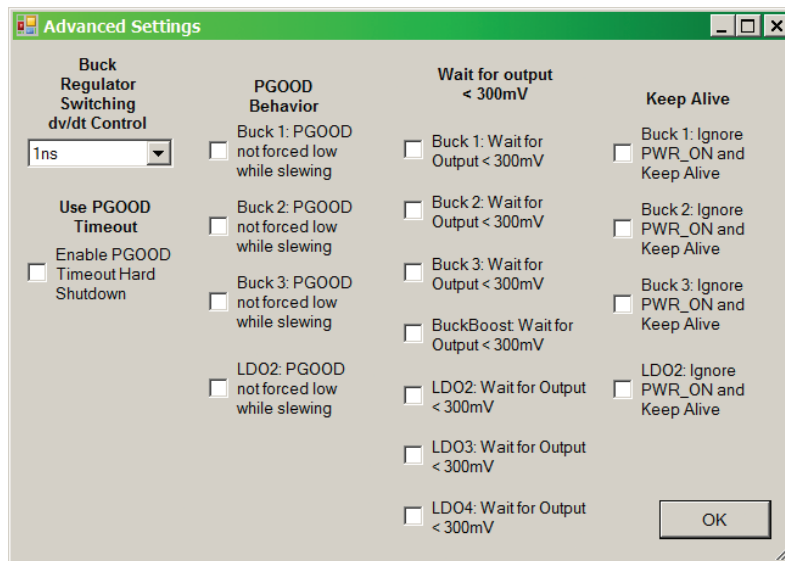 Advanced Settings
Buck
Regulator
Switching
dv/dt Control
1ns
Use PGOOD
Timeout
Enable PGOOD
Timeout Hard
Shutdown
PGOOD
Behavior
Buck 1: PGOOD
not forced low
while slewing
Buck 2: PGOOD
not forced low
while slewing
Buck 3: PGOOD
not forced low
while slewing
LDO2: PGOOD
not forced low
while slewing
Wait for output
< 300mV
Buck 1: Wait for
Output < 300mV
Buck 2: Wait for
Output < 300mV
Buck 3: Wait for
Output < 300mV
BuckBoost: Wait for
Output < 300mV
LDO2: Wait for Output
< 300mV
LDO3: Wait for Output
< 300mV
LDO4: Wait for Output
< 300mV
Keep Alive
Buck 1: Ignore
PWR_ON and
Keep Alive
Buck 2: Ignore
PWR_ON and
Keep Alive
Buck 3: Ignore
PWR_ON and
Keep Alive
LDO2: Ignore
PWR_ON and
Keep Alive
OK